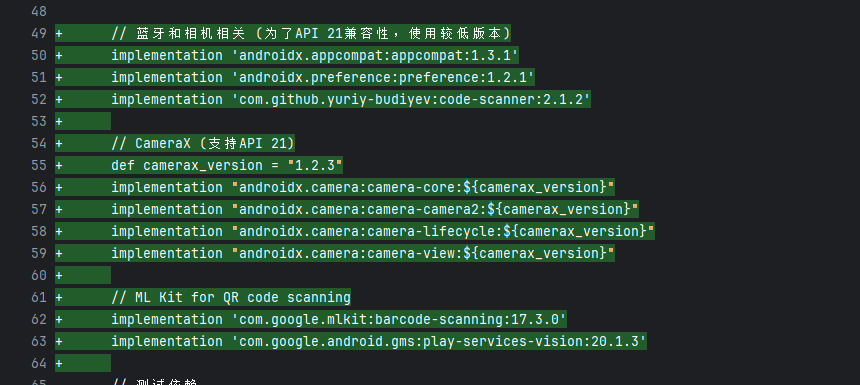 48
49 + // 蓝牙和相机相关 (为了API 21兼容性，使用较低版本)
50 + implementation 'androidx.appcompat:appcompat:1.3.1'
51 + implementation 'androidx.preference:preference:1.2.1'
52 + implementation 'com.github.yuriy-budiyev:code-scanner:2.1.2'
53 +
54 + // CameraX (支持API 21)
55 + def camerax_version = "1.2.3"
56 + implementation "androidx.camera:camera-core:${camerax_version}"
57 + implementation "androidx.camera:camera-camera2:${camerax_version}"
58 + implementation "androidx.camera:camera-lifecycle:${camerax_version}"
59 + implementation "androidx.camera:camera-view:${camerax_version}"
60 +
61 + // ML Kit for QR code scanning
62 + implementation 'com.google.mlkit:barcode-scanning:17.3.0'
63 + implementation 'com.google.android.gms:play-services-vision:20.1.3'
64 +
65 // 测试依赖